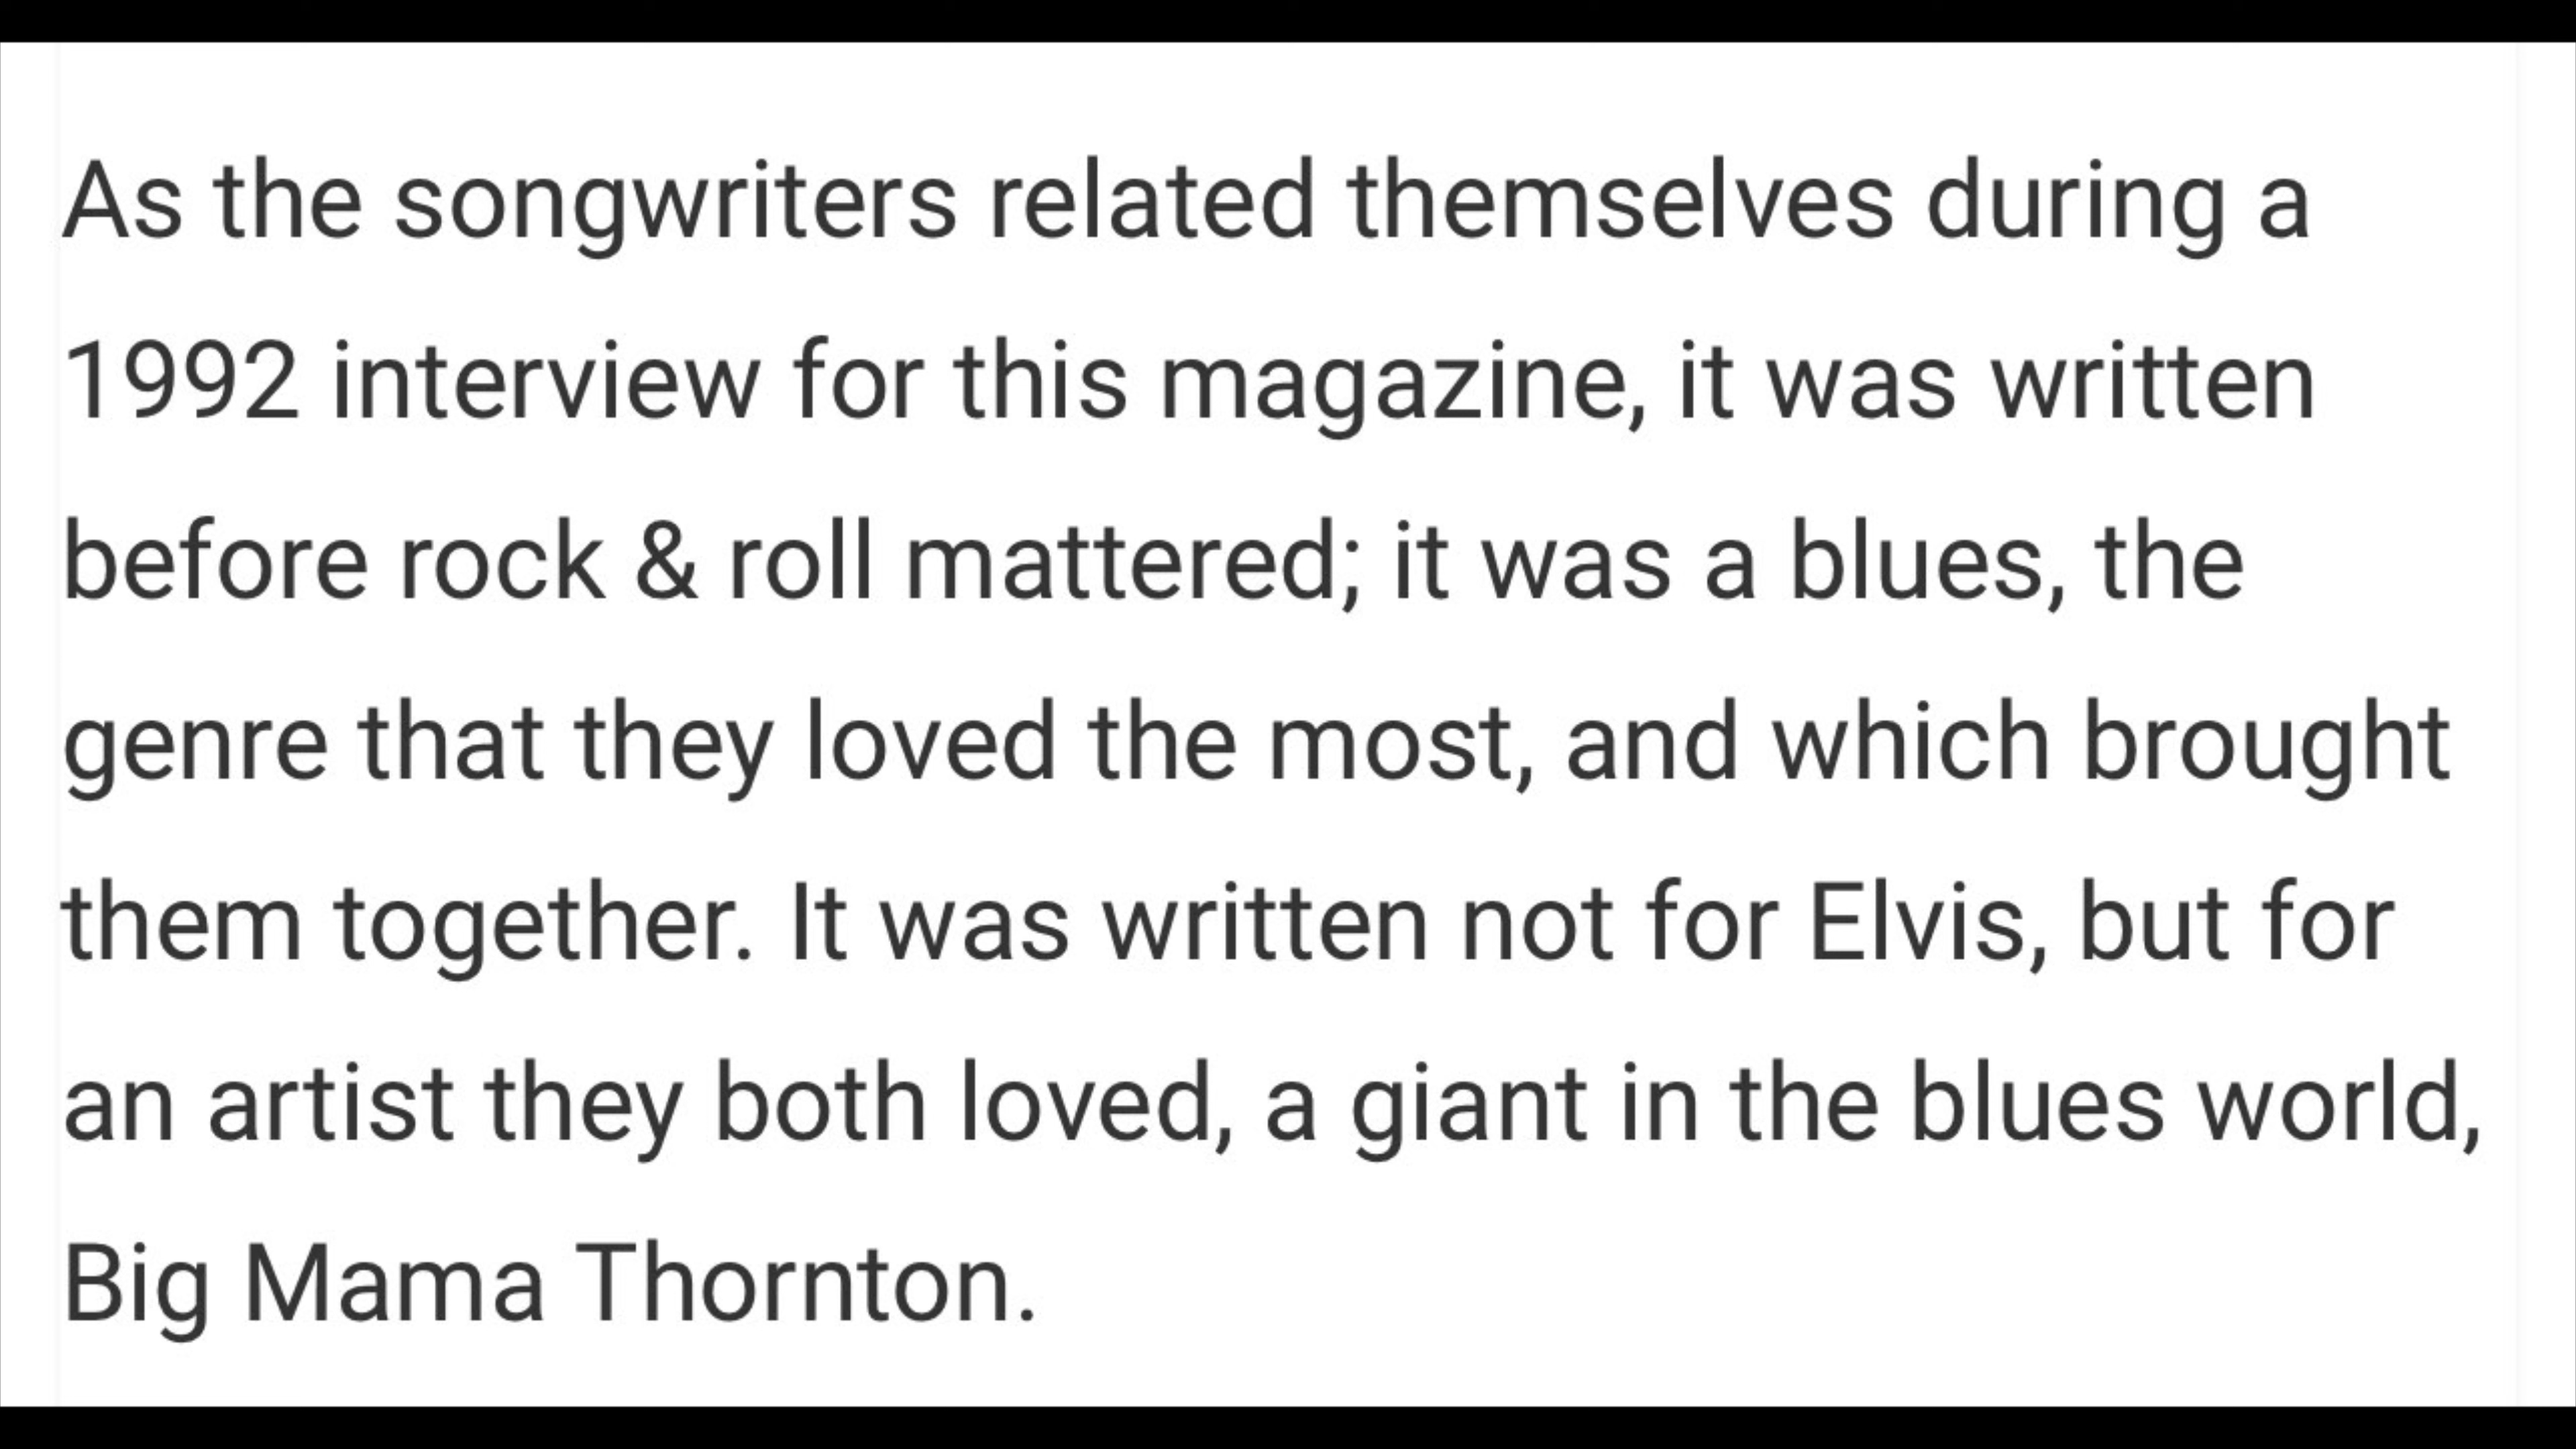 As the songwriters related themselves during a
1992 interview for this magazine, it was written
before rock & roll mattered; it was a blues, the
genre that they loved the most, and which brought
them together. It was written not for Elvis, but for
an artist they both loved, a giant in the blues world,
Big Mama Thornton.